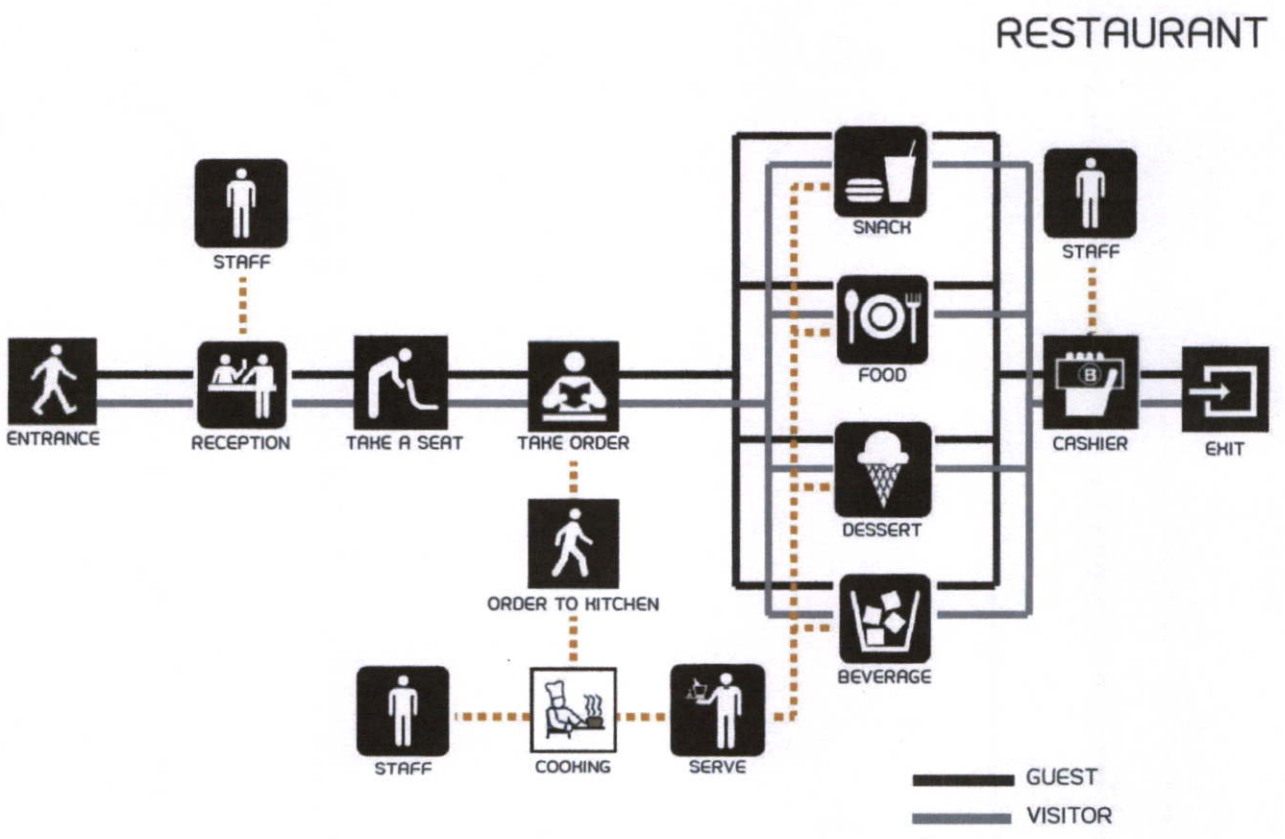 RESTAURANT
STAFF
SNACK
STAFF
FOOD
B
ENTRANCE
RECEPTION
TAKE A SEAT
TAKE ORDER
CASHIER
EXIT
DESSERT
ORDER TO KITCHEN
BEVERAGE
STAFF
COOKING
SERVE
GUEST
VISITOR